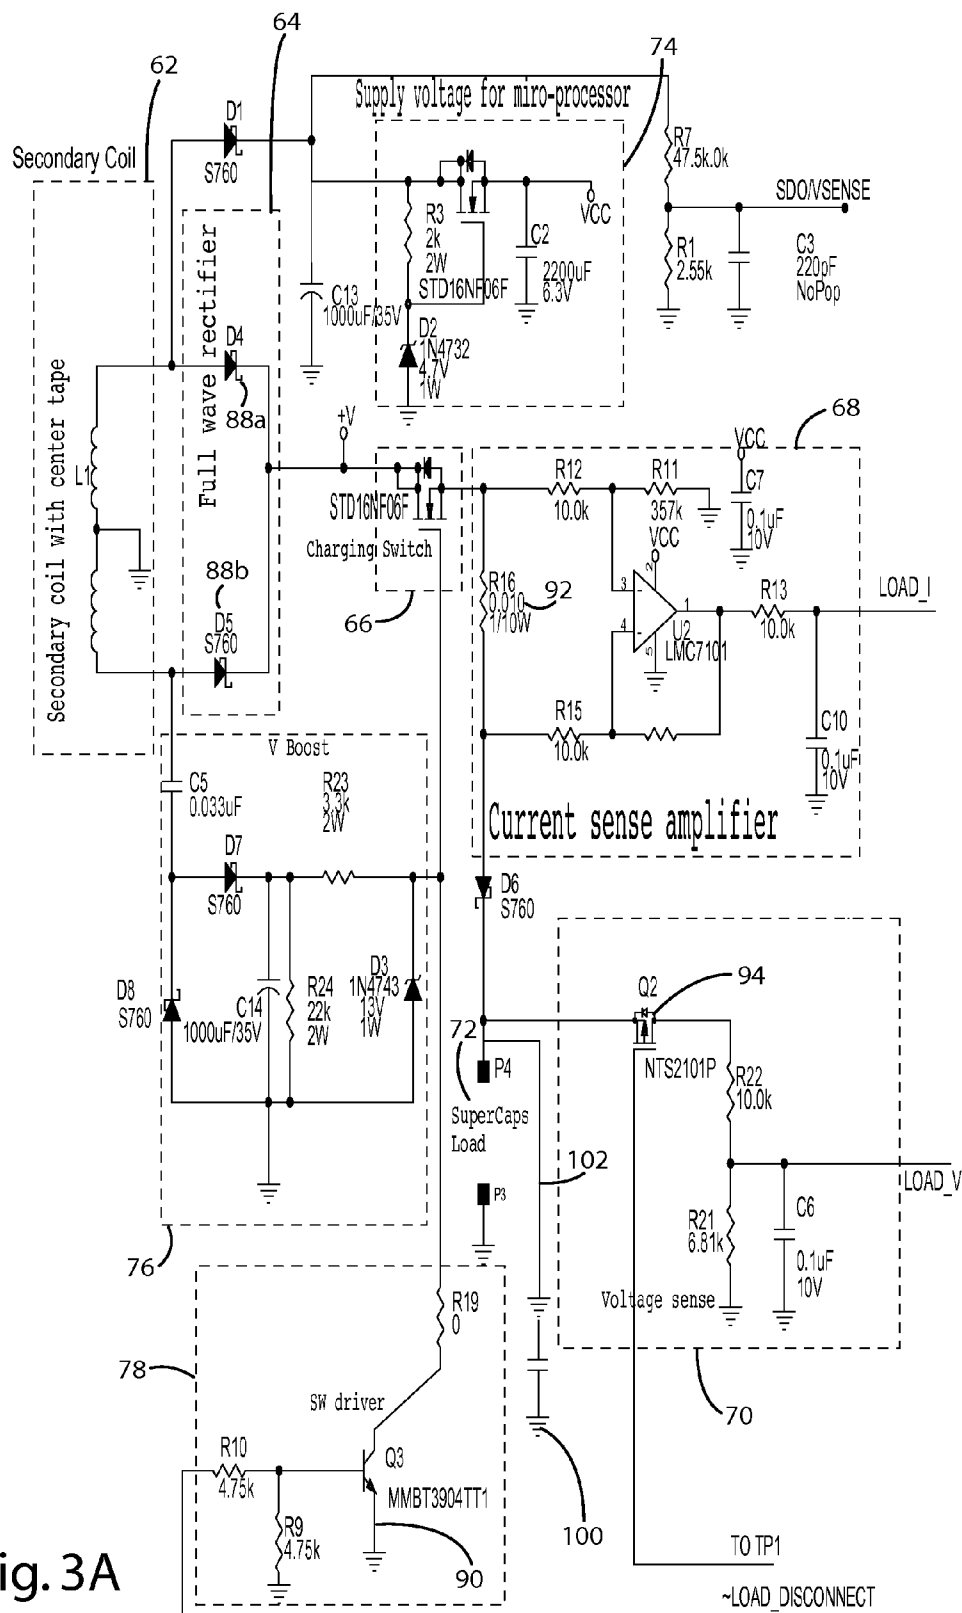 64
62
74
Supply voltage for miro-processor
D1
S760
Secondary Coil
R7
47.5k.0k
SDO/VSENSE
VCC
R3
2k
2W
STD16NF06F
C2
2200uF
6.3V
R1
2.55k
C3
220pF
NoPop
C13
1000uF/35V
D2
1N4732
4.7V
1W
Full wave rectifier
D4
88a
Secondary coil with center tape
L1
+V
68
STD16NF06F
Charging Switch
66
R12
10.0k
R11
357k
VCC
C7
0.1uF
10V
VCC
88b
D5
S760
R16
0.010
1/10W
92
3
4
2
1
5
U2
LMC7101
R13
10.0k
LOAD_I
R15
10.0k
C10
0.1uF
10V
Current sense amplifier
V Boost
C5
0.033uF
R23
3.3k
2W
D7
S760
D6
S760
D8
S760
C14
1000uF/35V
R24
22k
2W
D3
1N4743
13V
1W
Q2
94
NTS2101P
72
P4
SuperCaps
Load
P3
102
R22
10.0k
LOAD_V
R21
6.81k
C6
0.1uF
10V
Voltage sense
76
70
78
R19
0
SW driver
R10
4.75k
Q3
MMBT3904TT1
R9
4.75k
90
100
TO TP1
~LOAD_DISCONNECT
ig. 3A